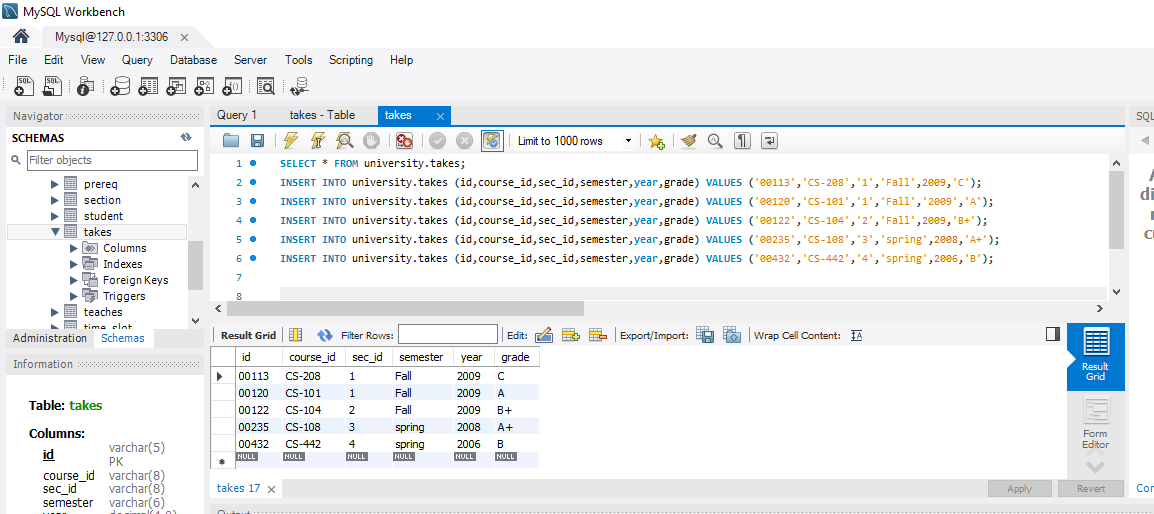 MySQL Workbench
Mysql@127.0.0.1:3306 ×
File Edit View Query Database Server Tools Scripting Help
Navigator
SCHEMAS
Filter objects
prereq
section
student
takes
Columns
Indexes
Foreign Keys
Triggers
teaches
time_slot
Administration Schemas
Information
Table: takes
Columns:
id varchar(5) PK
course_id varchar(8)
sec_id varchar(8)
semester varchar(6)
Query 1 takes - Table takes ×
Limit to 1000 rows
1 SELECT * FROM university.takes;
2 INSERT INTO university.takes (id,course_id,sec_id,semester,year,grade) VALUES ('00113','CS-208','1','Fall',2009,'C');
3 INSERT INTO university.takes (id,course_id,sec_id,semester,year,grade) VALUES ('00120','CS-101','1','Fall','2009','A');
4 INSERT INTO university.takes (id,course_id,sec_id,semester,year,grade) VALUES ('00122','CS-104','2','Fall',2009,'B+');
5 INSERT INTO university.takes (id,course_id,sec_id,semester,year,grade) VALUES ('00235','CS-108','3','spring',2008,'A+');
6 INSERT INTO university.takes (id,course_id,sec_id,semester,year,grade) VALUES ('00432','CS-442','4','spring',2006,'B');
7
8
Result Grid Filter Rows: Edit: Export/Import: Wrap Cell Content:
id course_id sec_id semester year grade
00113 CS-208 1 Fall 2009 C
00120 CS-101 1 Fall 2009 A
00122 CS-104 2 Fall 2009 B+
00235 CS-108 3 spring 2008 A+
00432 CS-442 4 spring 2006 B
NULL NULL NULL NULL NULL NULL
takes 17 ×
Result Grid
Form Editor
Apply Revert
Output
SQL